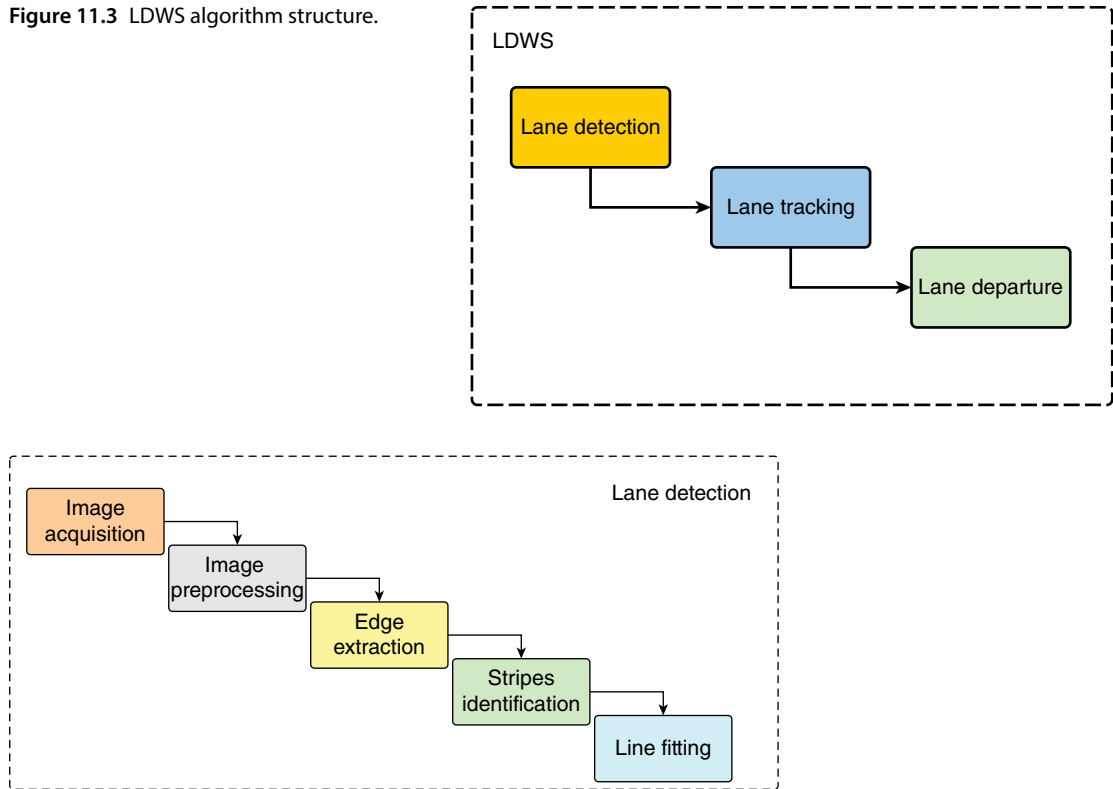 Figure 11.3 LDWS algorithm structure.
LDWS
Lane detection
Lane tracking
Lane departure
Lane detection
Image
acquisition
Image
preprocessing
Edge
extraction
Stripes
identification
Line fitting